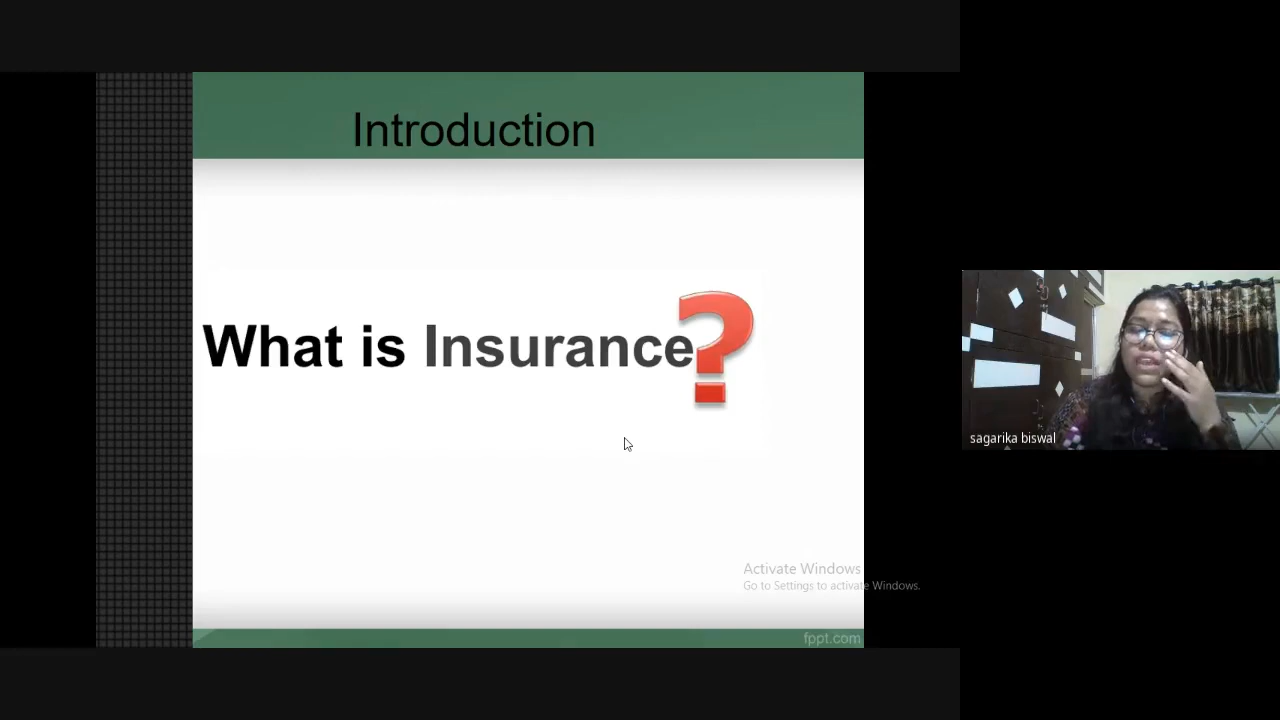 Introduction
What is Insurance?
sagarika biswal
Activate Windows
Go to Settings to activate Windows.
fppt.com